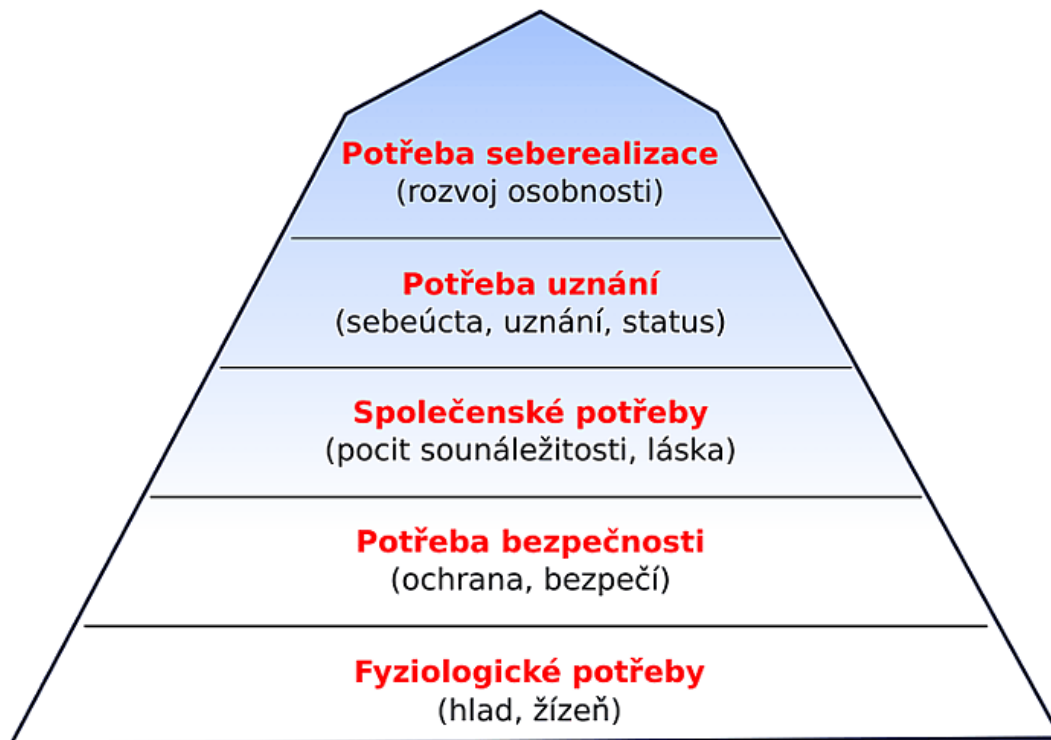 Potřeba seberealizace
(rozvoj osobnosti)
Potřeba uznání
(sebeúcta, uznání, status)
Společenské potřeby
(pocit sounáležitosti, láska)
Potřeba bezpečnosti
(ochrana, bezpečí)
Fyziologické potřeby
(hlad, žízeň)